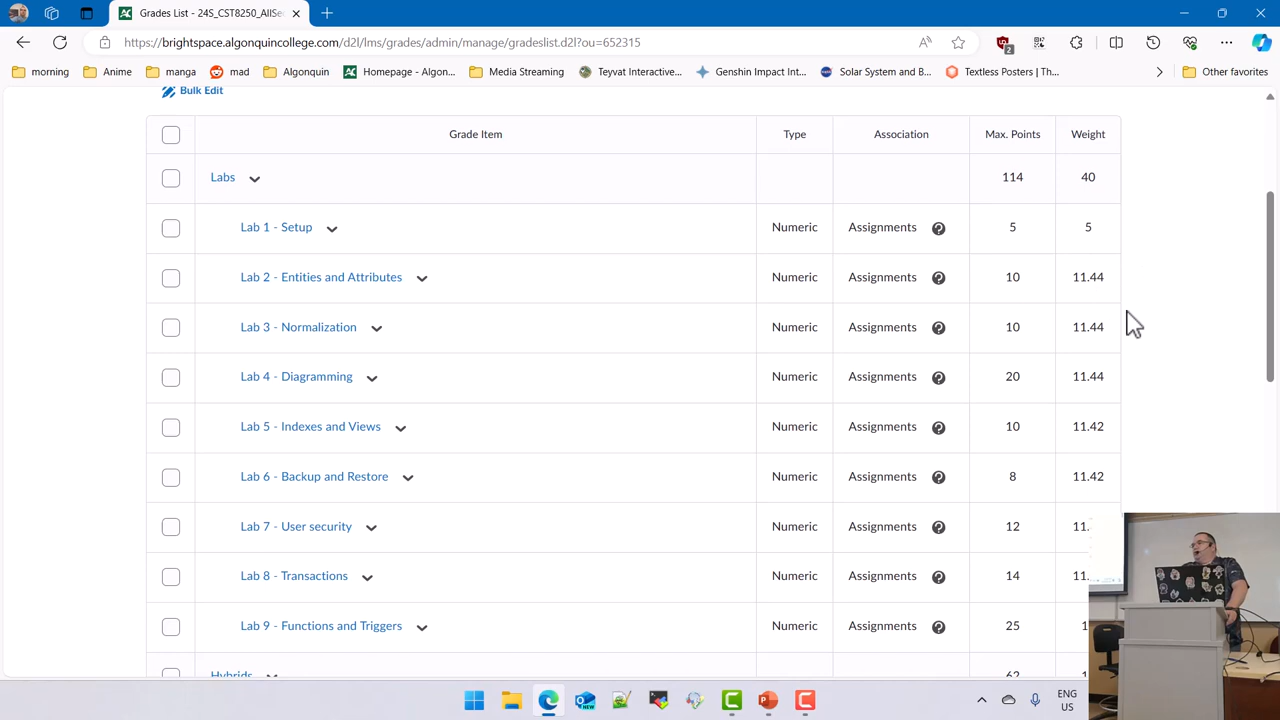 Grades List - 24S_CST8250_AllSe
https://brightspace.algonquincollege.com/d2l/lms/grades/admin/manage/gradeslist.d2l?ou=652315
morning Anime manga mad Algonquin Homepage - Algon... Media Streaming Teyvat Interactive... Genshin Impact Int... Solar System and B... Textless Posters | Th... Other favorites
Bulk Edit
Grade Item Type Association Max. Points Weight
Labs 114 40
Lab 1 - Setup Numeric Assignments 5 5
Lab 2 - Entities and Attributes Numeric Assignments 10 11.44
Lab 3 - Normalization Numeric Assignments 10 11.44
Lab 4 - Diagramming Numeric Assignments 20 11.44
Lab 5 - Indexes and Views Numeric Assignments 10 11.42
Lab 6 - Backup and Restore Numeric Assignments 8 11.42
Lab 7 - User security Numeric Assignments 12 11.
Lab 8 - Transactions Numeric Assignments 14 11.
Lab 9 - Functions and Triggers Numeric Assignments 25 1
Hybrids 62 1
ENG
US